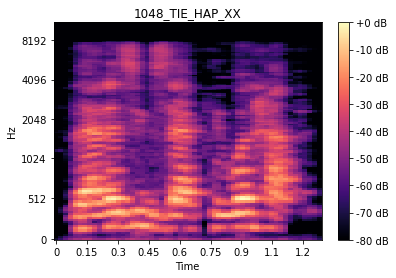 1048_TIE_HAP_XX
+0 dB
8192
-10 dB
4096
-20 dB
-30 dB
2048
Hz
-40 dB
1024
-50 dB
512
-60 dB
-70 dB
0
-80 dB
0 0.15 0.3 0.45 0.6 0.75 0.9 1.1 1.2
Time